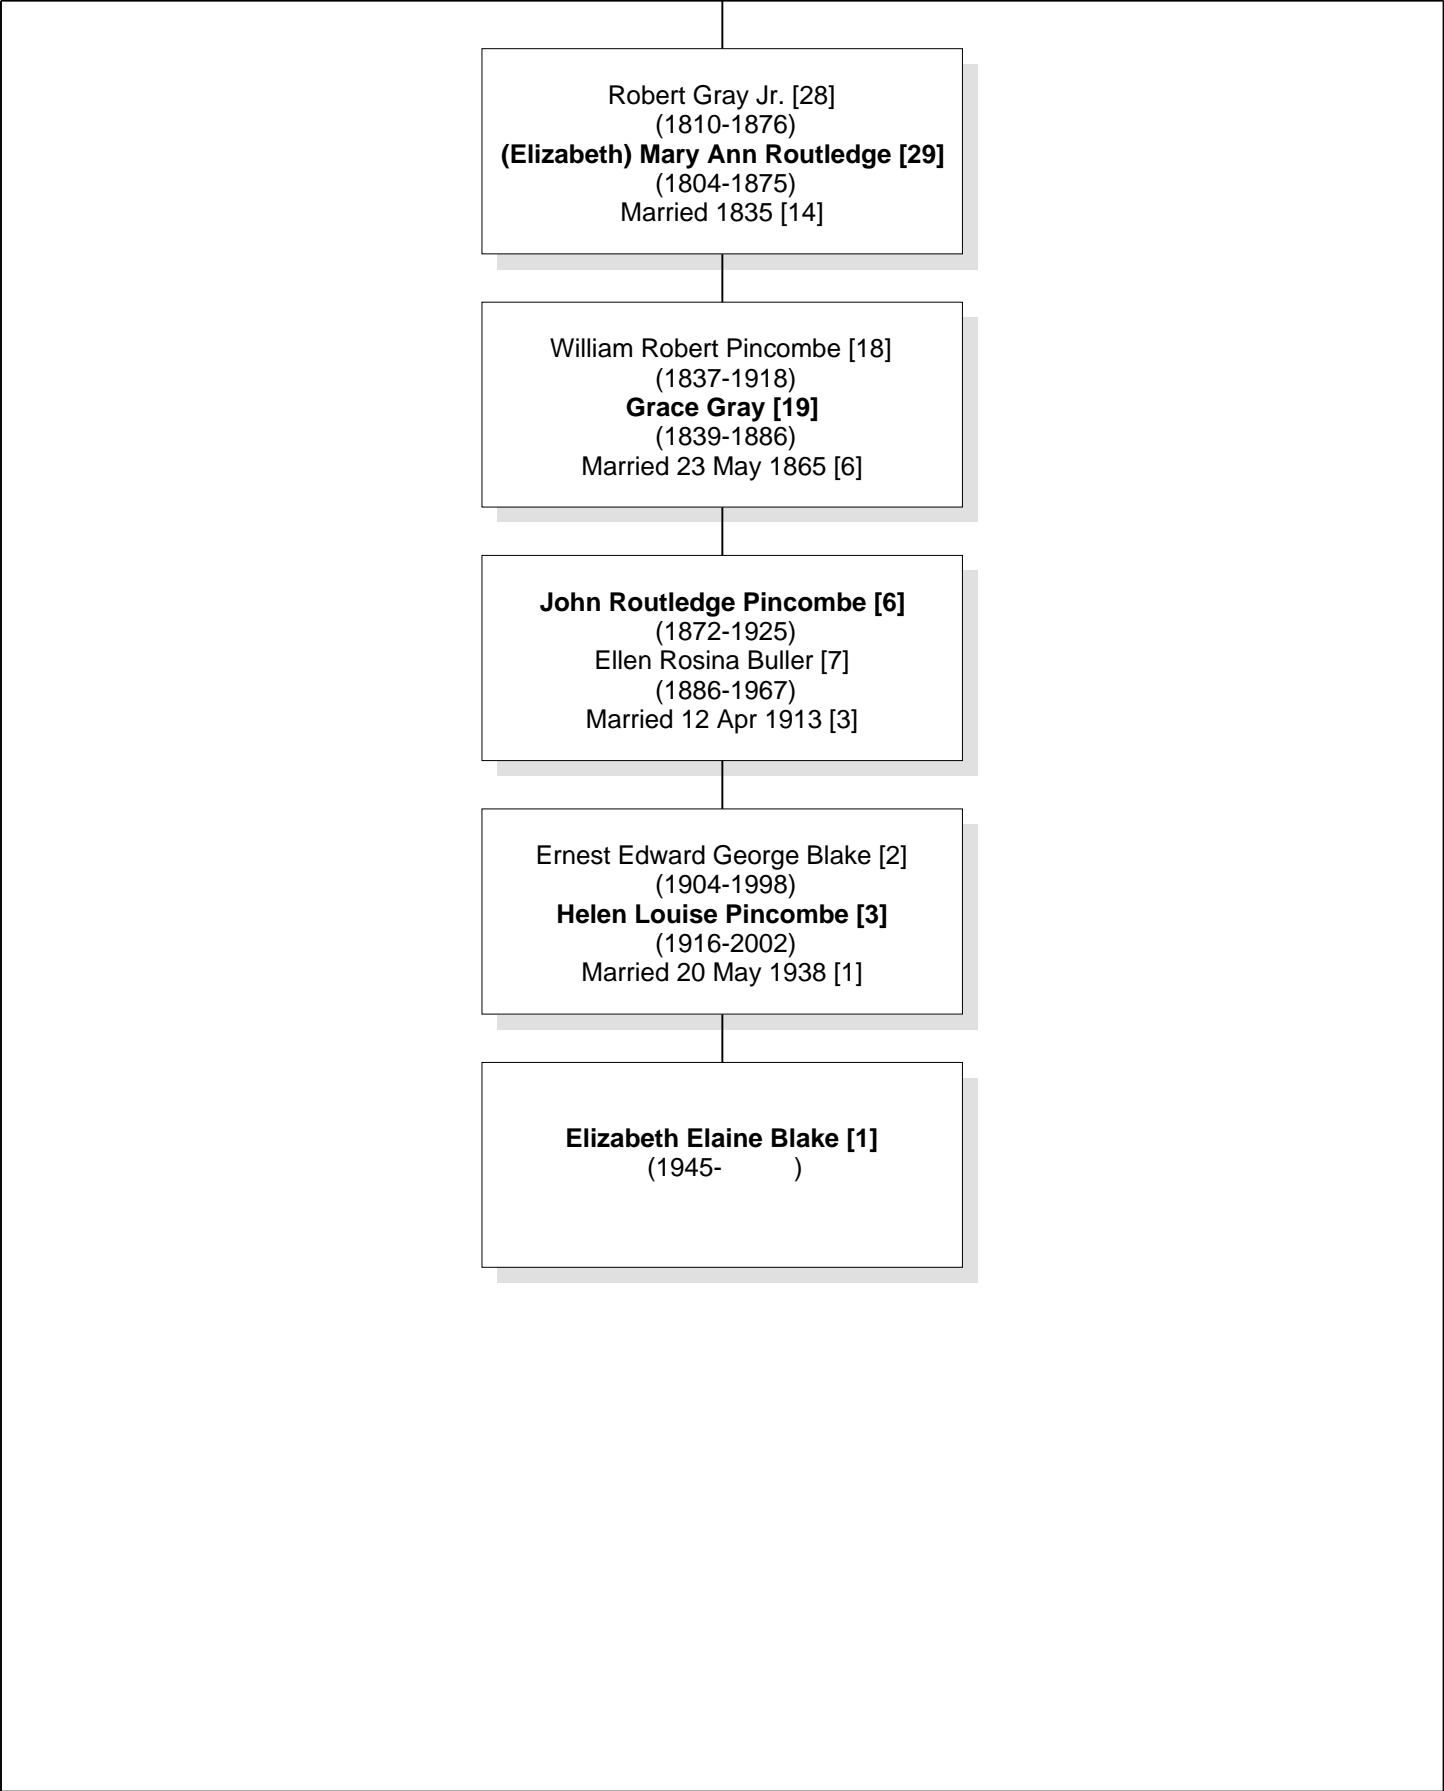 Robert Gray Jr. [28]
(1810-1876)
(Elizabeth) Mary Ann Routledge [29]
(1804-1875)
Married 1835 [14]
William Robert Pincombe [18]
(1837-1918)
Grace Gray [19]
(1839-1886)
Married 23 May 1865 [6]
John Routledge Pincombe [6]
(1872-1925)
Ellen Rosina Buller [7]
(1886-1967)
Married 12 Apr 1913 [3]
Ernest Edward George Blake [2]
(1904-1998)
Helen Louise Pincombe [3]
(1916-2002)
Married 20 May 1938 [1]
Elizabeth Elaine Blake [1]
(1945-          )